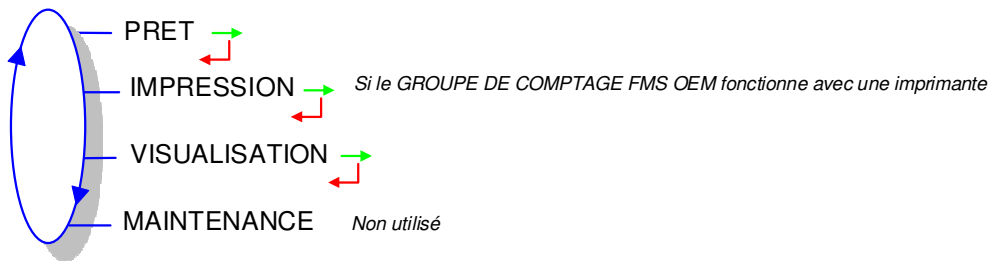 PRET
IMPRESSION Si le GROUPE DE COMPTAGE FMS OEM fonctionne avec une imprimante
VISUALISATION
MAINTENANCE Non utilisé